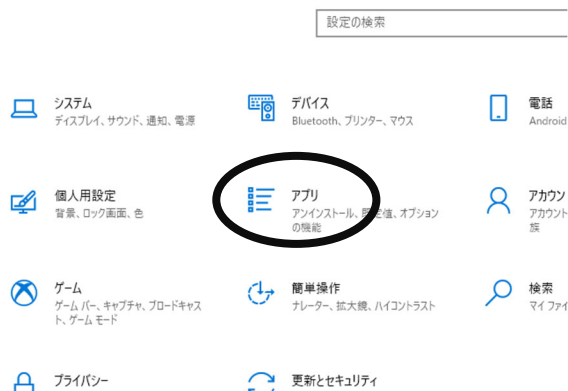 設定の検索
システム
ディスプレイ、サウンド、通知、電源
デバイス
Bluetooth、プリンター、マウス
電話
Android
個人用設定
背景、ロック画面、色
アプリ
アンインストール、既定値、オプション
の機能
アカウン
アカウント
族
ゲーム
ゲーム バー、キャプチャ、ブロードキャス
ト、ゲーム モード
簡単操作
ナレーター、拡大鏡、ハイコントラスト
検索
マイ ファイ
プライバシー
更新とセキュリティ